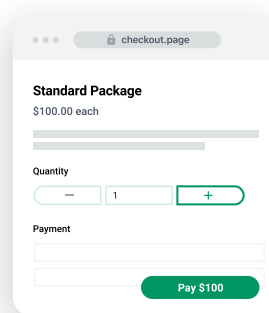 checkout.page
Standard Package
$100.00 each
Quantity
— 1 +
Payment
Pay $100